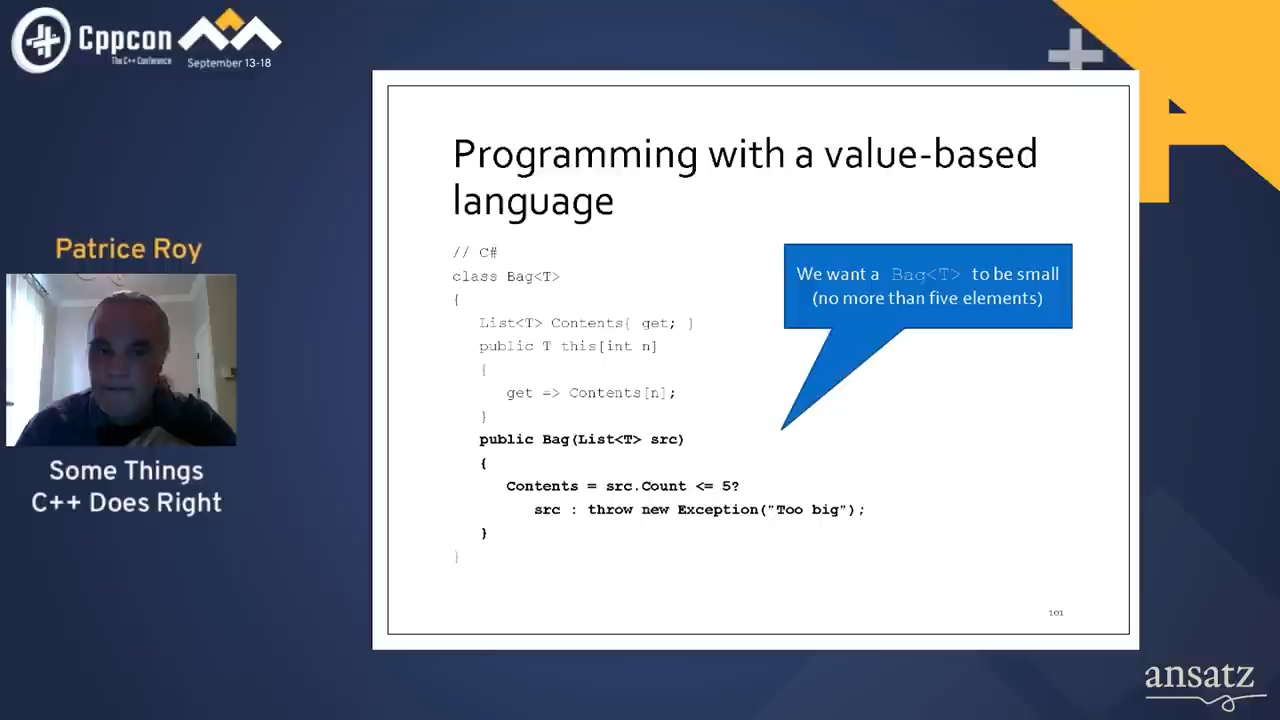 Cppcon
The C++ Conference
September 13-18
Patrice Roy
Some Things
C++ Does Right
Programming with a value-based
language
// C#
class Bag<T>
{
List<T> Contents{ get; }
public T this[int n]
{
get => Contents[n];
}
public Bag(List<T> src)
{
Contents = src.Count <= 5?
src : throw new Exception("Too big");
}
}
We want a Bag<T> to be small
(no more than five elements)
101
ansatz